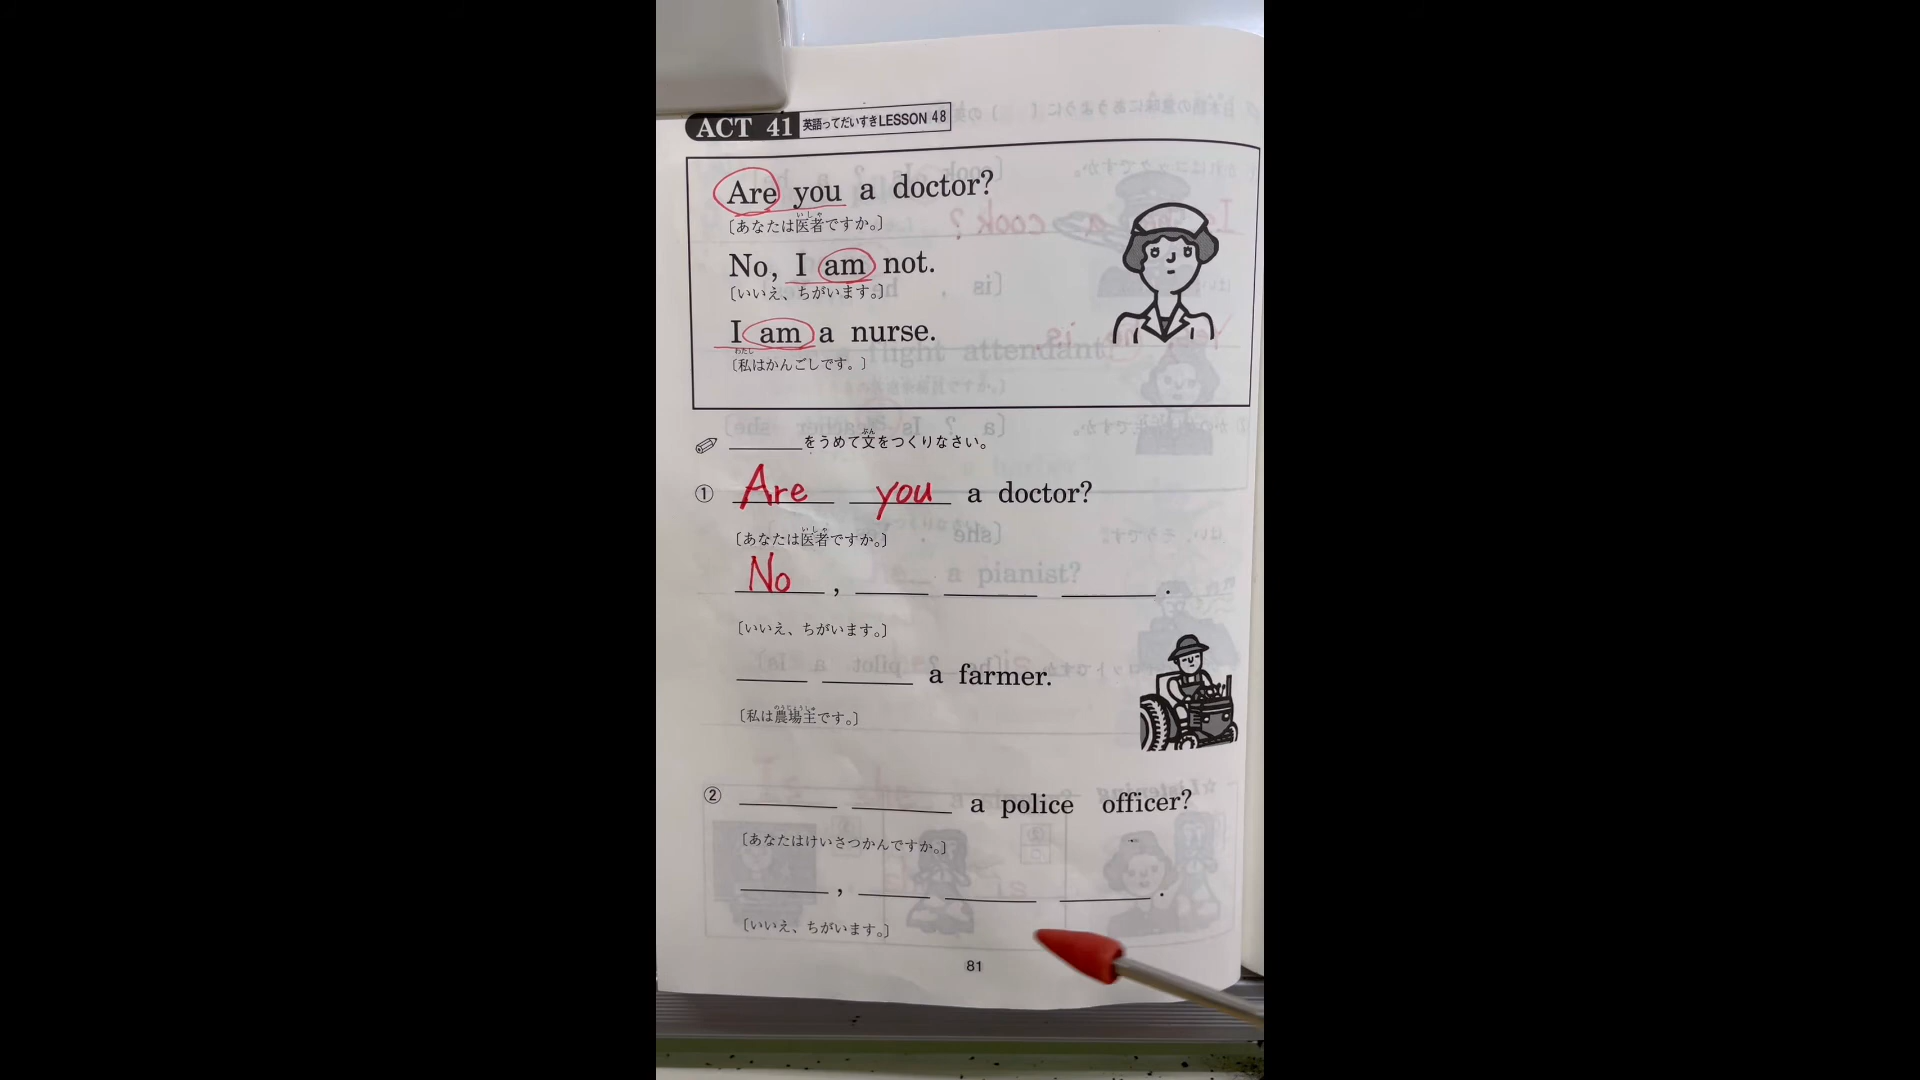 ACT 41 英語ってだいすきLESSON 48
Are you a doctor?
〔あなたは医者ですか。〕
No, I am not.
〔いいえ、ちがいます。〕
I am a nurse.
〔私はかんごしです。〕
をうめて文をつくりなさい。
① Are you a doctor?
〔あなたは医者ですか。〕
No , .
〔いいえ、ちがいます。〕
a farmer.
〔私は農場主です。〕
② a police officer?
〔あなたはけいさつかんですか。〕
, .
〔いいえ、ちがいます。〕
81